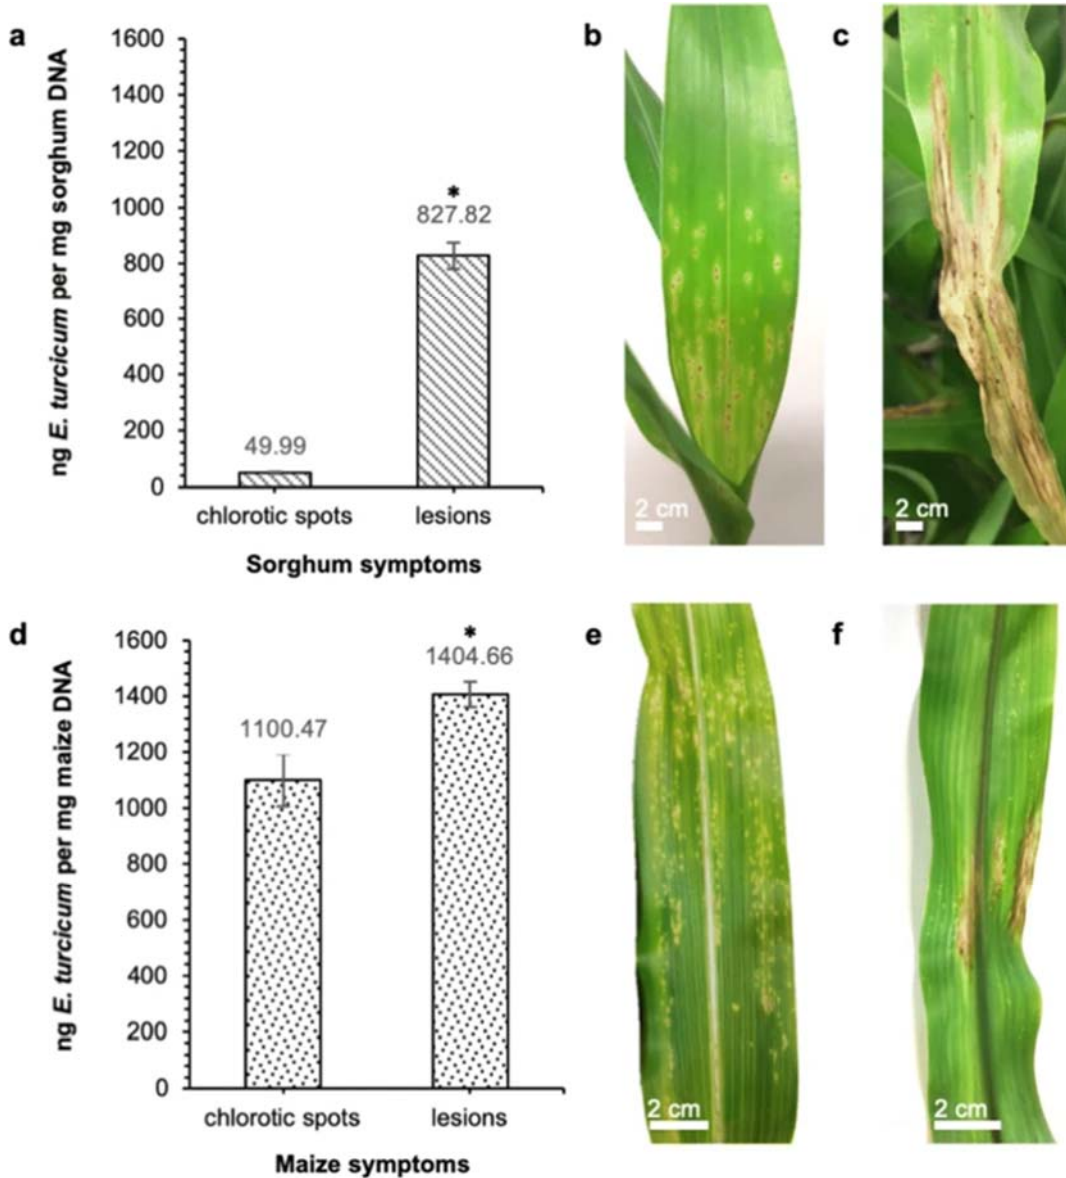 a
ng E. turcicum per mg sorghum DNA
1600
1400
1200
1000
800
600
400
200
0
*
827.82
49.99
chlorotic spots
lesions
Sorghum symptoms
b
2 cm
c
2 cm
d
ng E. turcicum per mg maize DNA
1600
1400
1200
1000
800
600
400
200
0
*
1404.66
1100.47
chlorotic spots
lesions
Maize symptoms
e
2 cm
f
2 cm